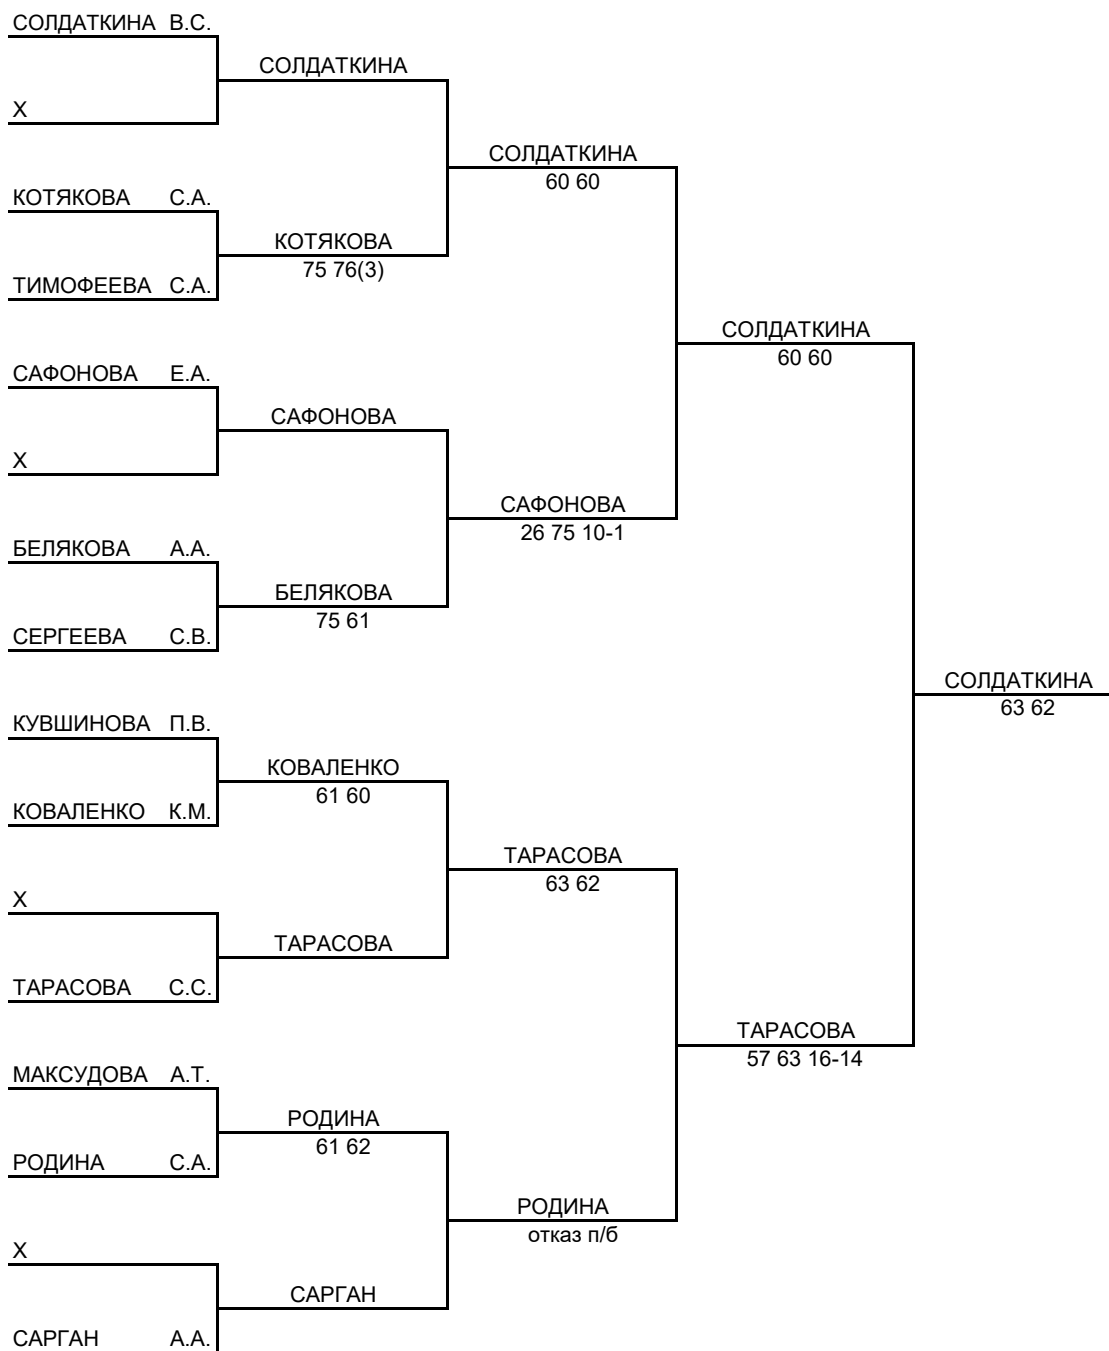 СОЛДАТКИНА В.С.
СОЛДАТКИНА
X
СОЛДАТКИНА
60 60
КОТЯКОВА С.А.
КОТЯКОВА
75 76(3)
ТИМОФЕЕВА С.А.
СОЛДАТКИНА
60 60
САФОНОВА Е.А.
САФОНОВА
X
САФОНОВА
26 75 10-1
БЕЛЯКОВА А.А.
БЕЛЯКОВА
75 61
СЕРГЕЕВА С.В.
СОЛДАТКИНА
63 62
КУВШИНОВА П.В.
КОВАЛЕНКО
61 60
КОВАЛЕНКО К.М.
ТАРАСОВА
63 62
X
ТАРАСОВА
ТАРАСОВА С.С.
ТАРАСОВА
57 63 16-14
МАКСУДОВА А.Т.
РОДИНА
61 62
РОДИНА С.А.
РОДИНА
отказ п/б
X
САРГАН
САРГАН А.А.